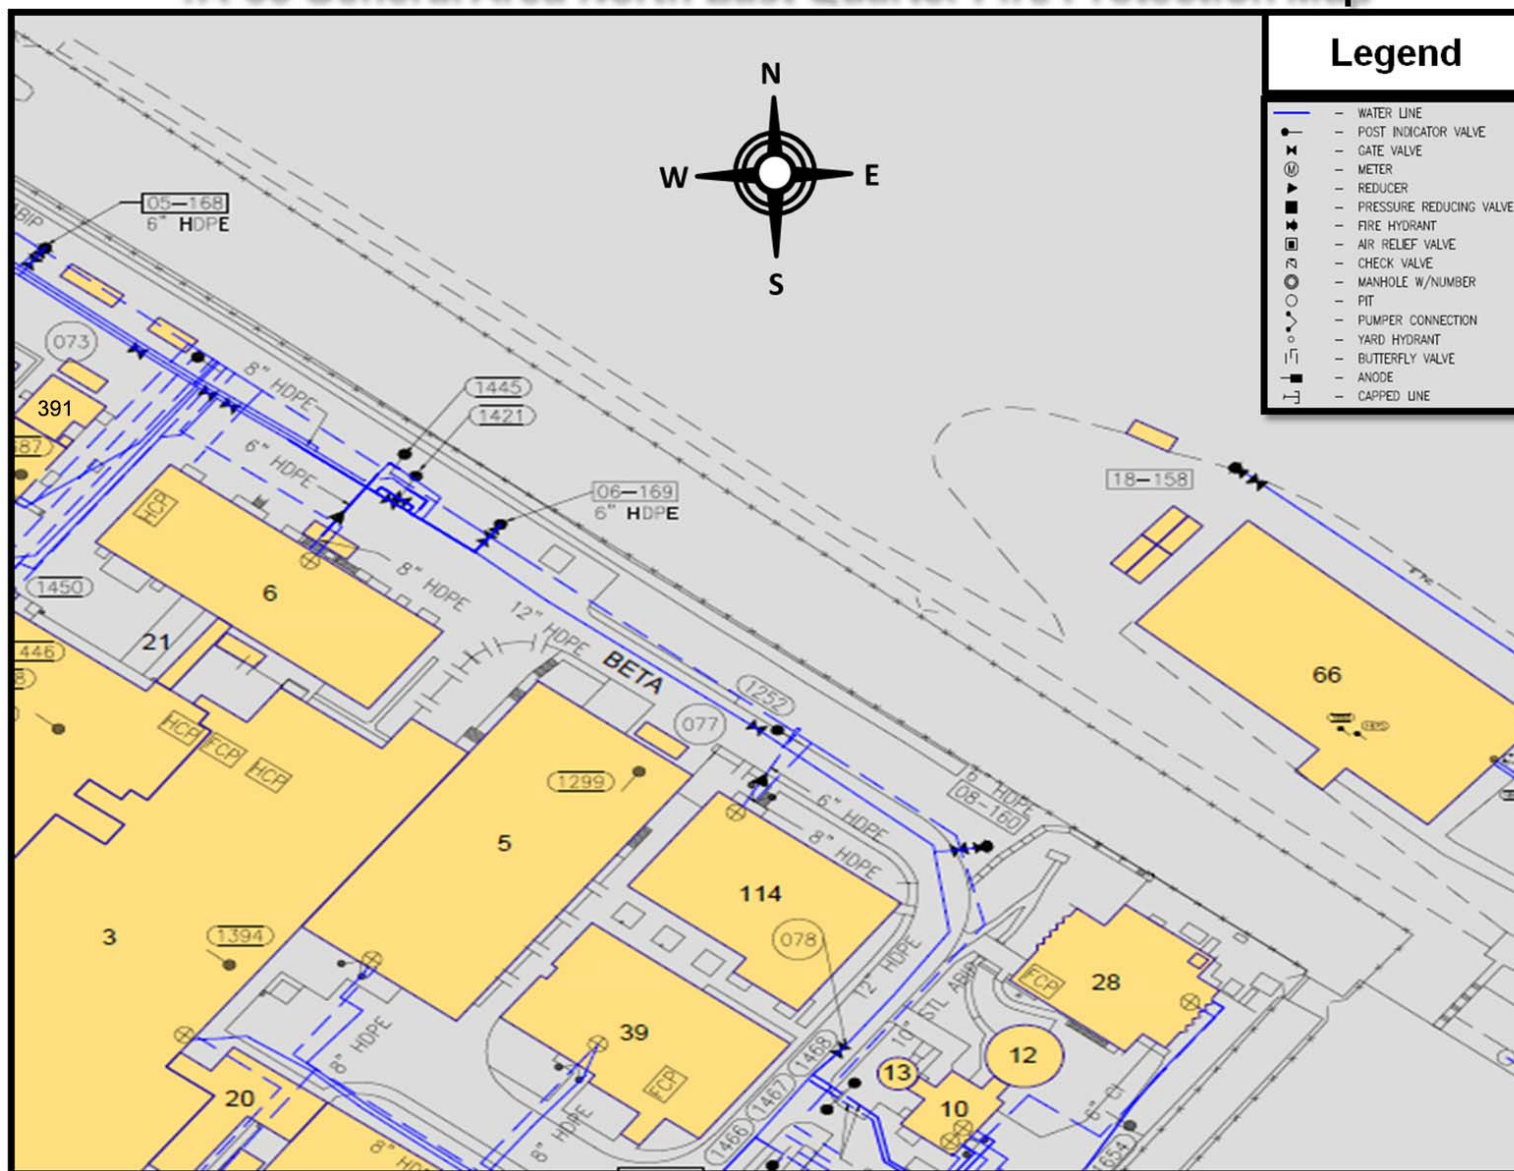 Legend
WATER LINE
POST INDICATOR VALVE
GATE VALVE
METER
REDUCER
PRESSURE REDUCING VALVE
FIRE HYDRANT
AIR RELIEF VALVE
CHECK VALVE
MANHOLE W/NUMBER
PIT
PUMPER CONNECTION
YARD HYDRANT
BUTTERFLY VALVE
ANODE
CAPPED LINE
N
W
E
S
05-168
6" HDPE
073
391
8" HDPE
1445
1421
6" HDPE
06-169
6" HDPE
18-158
HCP
6
8" HDPE
1450
21
446
12" HDPE
BETA
66
1252
077
HCP
FCP
HCP
1299
08-160
6" HDPE
8" HDPE
5
114
3
1394
078
12" HDPE
FCP
28
10" STL ABIP
39
FCP
8" HDPE
12
13
10
6"
20
1468
1467
1466
8" HDPE
1654